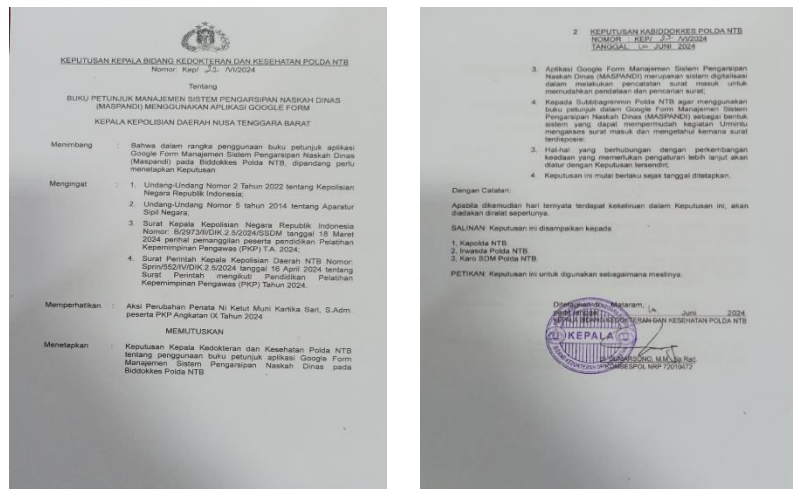 KEPUTUSAN KEPALA BIDANG KEDOKTERAN DAN KESEHATAN POLDA NTB
Nomor: Kep/ 22 /VI/2024
Tentang
BUKU PETUNJUK MANAJEMEN SISTEM PENGARSIPAN NASKAH DINAS
(MASPANDI) MENGGUNAKAN APLIKASI GOOGLE FORM
KEPALA KEPOLISIAN DAERAH NUSA TENGGARA BARAT
Menimbang : Bahwa dalam rangka penggunaan buku petunjuk aplikasi
Google Form Manajemen Sistem Pengarsipan Naskah Dinas
(Maspandi) pada Biddokkes Polda NTB, dipandang perlu
menetapkan Keputusan
Mengingat : 1. Undang-Undang Nomor 2 Tahun 2022 tentang Kepolisian
Negara Republik Indonesia;
2. Undang-Undang Nomor 5 tahun 2014 tentang Aparatur
Sipil Negara;
3. Surat Kepala Kepolisian Negara Republik Indonesia
Nomor: B/2973/II/DIK.2.5/2024/SSDM tanggal 18 Maret
2024 perihal pemanggilan peserta pendidikan Pelatihan
Kepemimpinan Pengawas (PKP) T.A. 2024;
4. Surat Perintah Kepala Kepolisian Daerah NTB Nomor:
Sprin/552/IV/DIK.2.5/2024 tanggal 16 April 2024 tentang
Surat Perintah mengikuti Pendidikan Pelatihan
Kepemimpinan Pengawas (PKP) Tahun 2024.
Memperhatikan : Aksi Perubahan Penata Ni Ketut Muni Kartika Sari, S.Adm.
peserta PKP Angkatan IX Tahun 2024
MEMUTUSKAN
Menetapkan : Keputusan Kepala Kedokteran dan Kesehatan Polda NTB
tentang penggunaan buku petunjuk aplikasi Google Form
Manajemen Sistem Pengarsipan Naskah Dinas pada
Biddokkes Polda NTB
2 KEPUTUSAN KABIDDOKKES POLDA NTB
NOMOR : KEP/ 22 /VI/2024
TANGGAL JUNI 2024
3. Aplikasi Google Form Manajemen Sistem Pengarsipan
Naskah Dinas (MASPANDI) merupakan sistem digitalisasi
dalam melakukan pencatatan surat masuk untuk
memudahkan pendataan dan pencarian surat;
4. Kepada Subbbagrenmin Polda NTB agar menggunakan
buku petunjuk dalam Google Form Manajemen Sistem
Pengarsipan Naskah Dinas (MASPANDI) sebagai bentuk
sistem yang dapat mempermudah kegiatan Urmintu
mengakses surat masuk dan mengetahui kemana surat
terdisposisi;
3. Hal-hal yang berhubungan dengan perkembangan
keadaan yang memerlukan pengaturan lebih lanjut akan
diatur dengan Keputusan tersendiri;
4. Keputusan ini mulai berlaku sejak tanggal ditetapkan.
Dengan Catatan:
Apabila dikemudian hari ternyata terdapat kekeliruan dalam Keputusan ini, akan
diadakan diralat seperlunya.
SALINAN: Keputusan ini disampaikan kepada
1. Kapolda NTB.
2. Irwasda Polda NTB.
3. Karo SDM Polda NTB.
PETIKAN: Keputusan ini untuk digunakan sebagaimana mestinya.
Ditetapkan di Mataram,
pada tanggal Juni 2024
KEPALA BIDANG KEDOKTERAN DAN KESEHATAN POLDA NTB
KEPALA
KOMBESPOL NRP 72010472